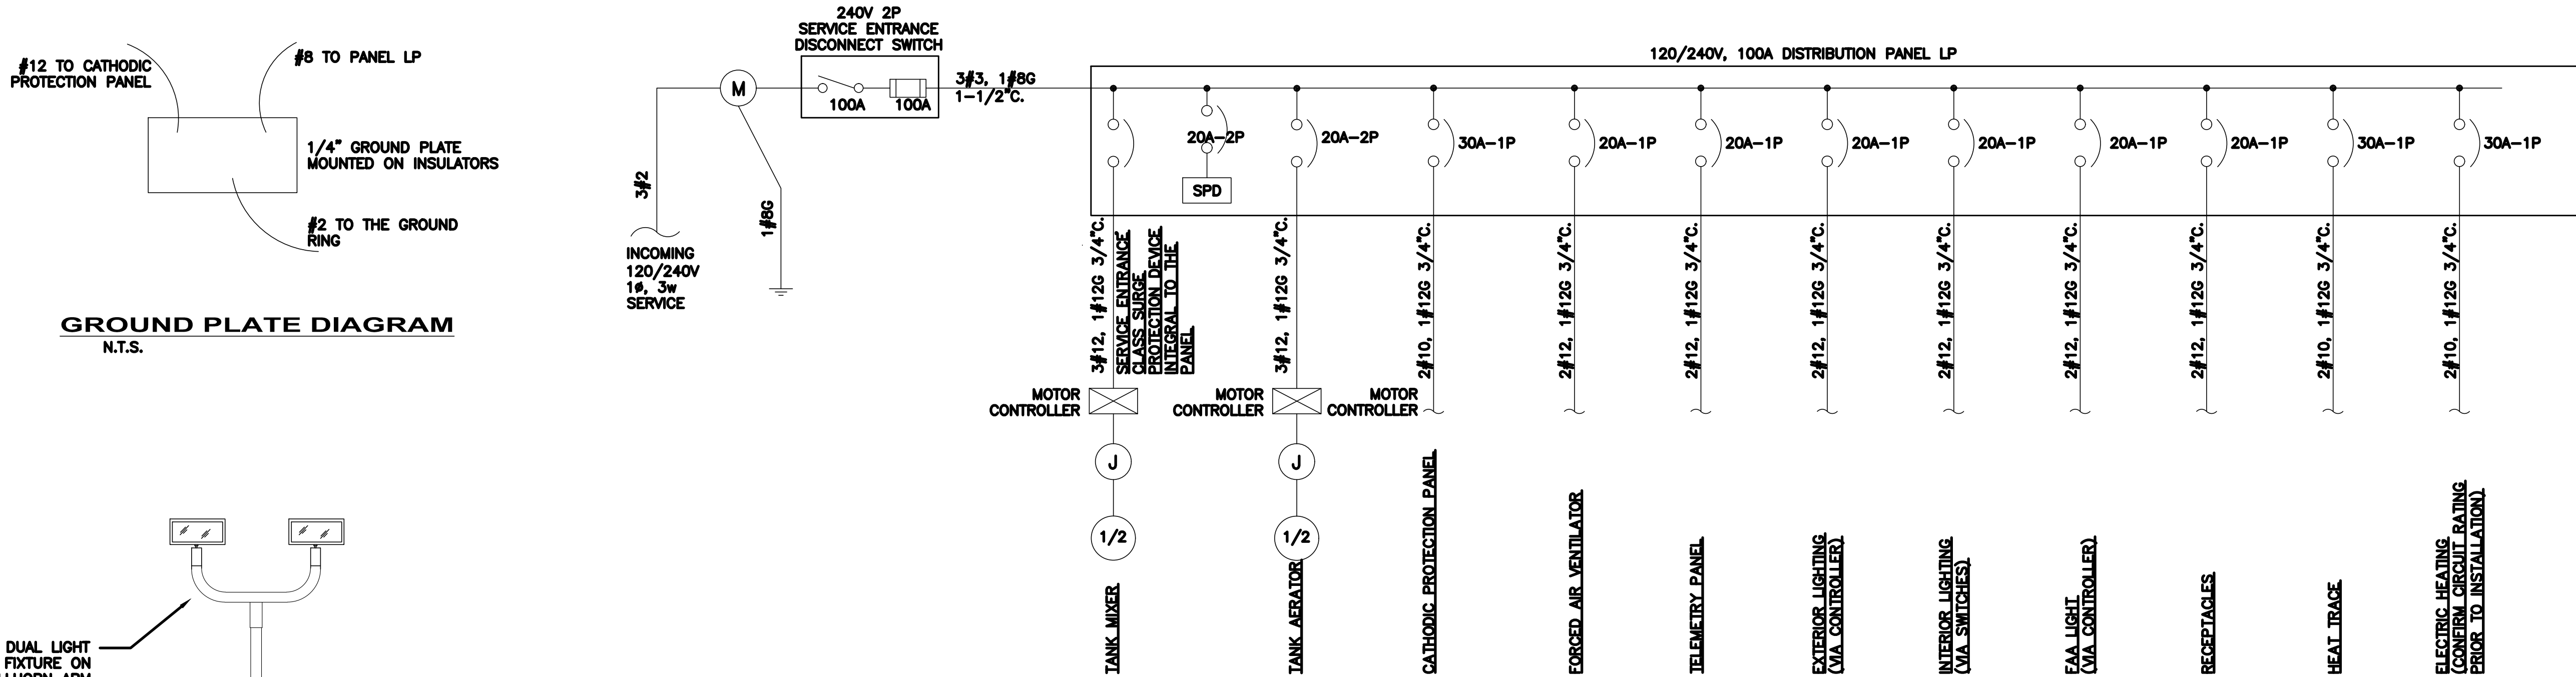 #12 TO CATHODIC
PROTECTION PANEL
#8 TO PANEL LP
1/4" GROUND PLATE
MOUNTED ON INSULATORS
#2 TO THE GROUND
RING
GROUND PLATE DIAGRAM
N.T.S.
DUAL LIGHT
FIXTURE ON
240V 2P
SERVICE ENTRANCE
DISCONNECT SWITCH
M
100A
100A
3#3, 1#8G
1-1/2"C.
3#2
1#8G
INCOMING
120/240V
1ø, 3w
SERVICE
120/240V, 100A DISTRIBUTION PANEL LP
20A-2P
SPD
20A-2P
30A-1P
20A-1P
20A-1P
20A-1P
20A-1P
20A-1P
20A-1P
30A-1P
30A-1P
3#12, 1#12G 3/4"C.
SERVICE ENTRANCE
CLASS SURGE
PROTECTION DEVICE
INTEGRAL TO THE
PANEL
3#12, 1#12G 3/4"C.
2#10, 1#12G 3/4"C.
2#12, 1#12G 3/4"C.
2#12, 1#12G 3/4"C.
2#12, 1#12G 3/4"C.
2#12, 1#12G 3/4"C.
2#12, 1#12G 3/4"C.
2#12, 1#12G 3/4"C.
2#10, 1#12G 3/4"C.
2#10, 1#12G 3/4"C.
MOTOR
CONTROLLER
MOTOR
CONTROLLER
MOTOR
CONTROLLER
J
J
1/2
1/2
TANK MIXER
TANK AERATOR
CATHODIC PROTECTION PANEL
FORCED AIR VENTILATOR
TELEMETRY PANEL
EXTERIOR LIGHTING
(VIA CONTROLLER)
INTERIOR LIGHTING
(VIA SWITCHES)
FAA LIGHT
(VIA CONTROLLER)
RECEPTACLES
HEAT TRACE
ELECTRIC HEATING
(CONFIRM CIRCUIT RATING
PRIOR TO INSTALLATION)